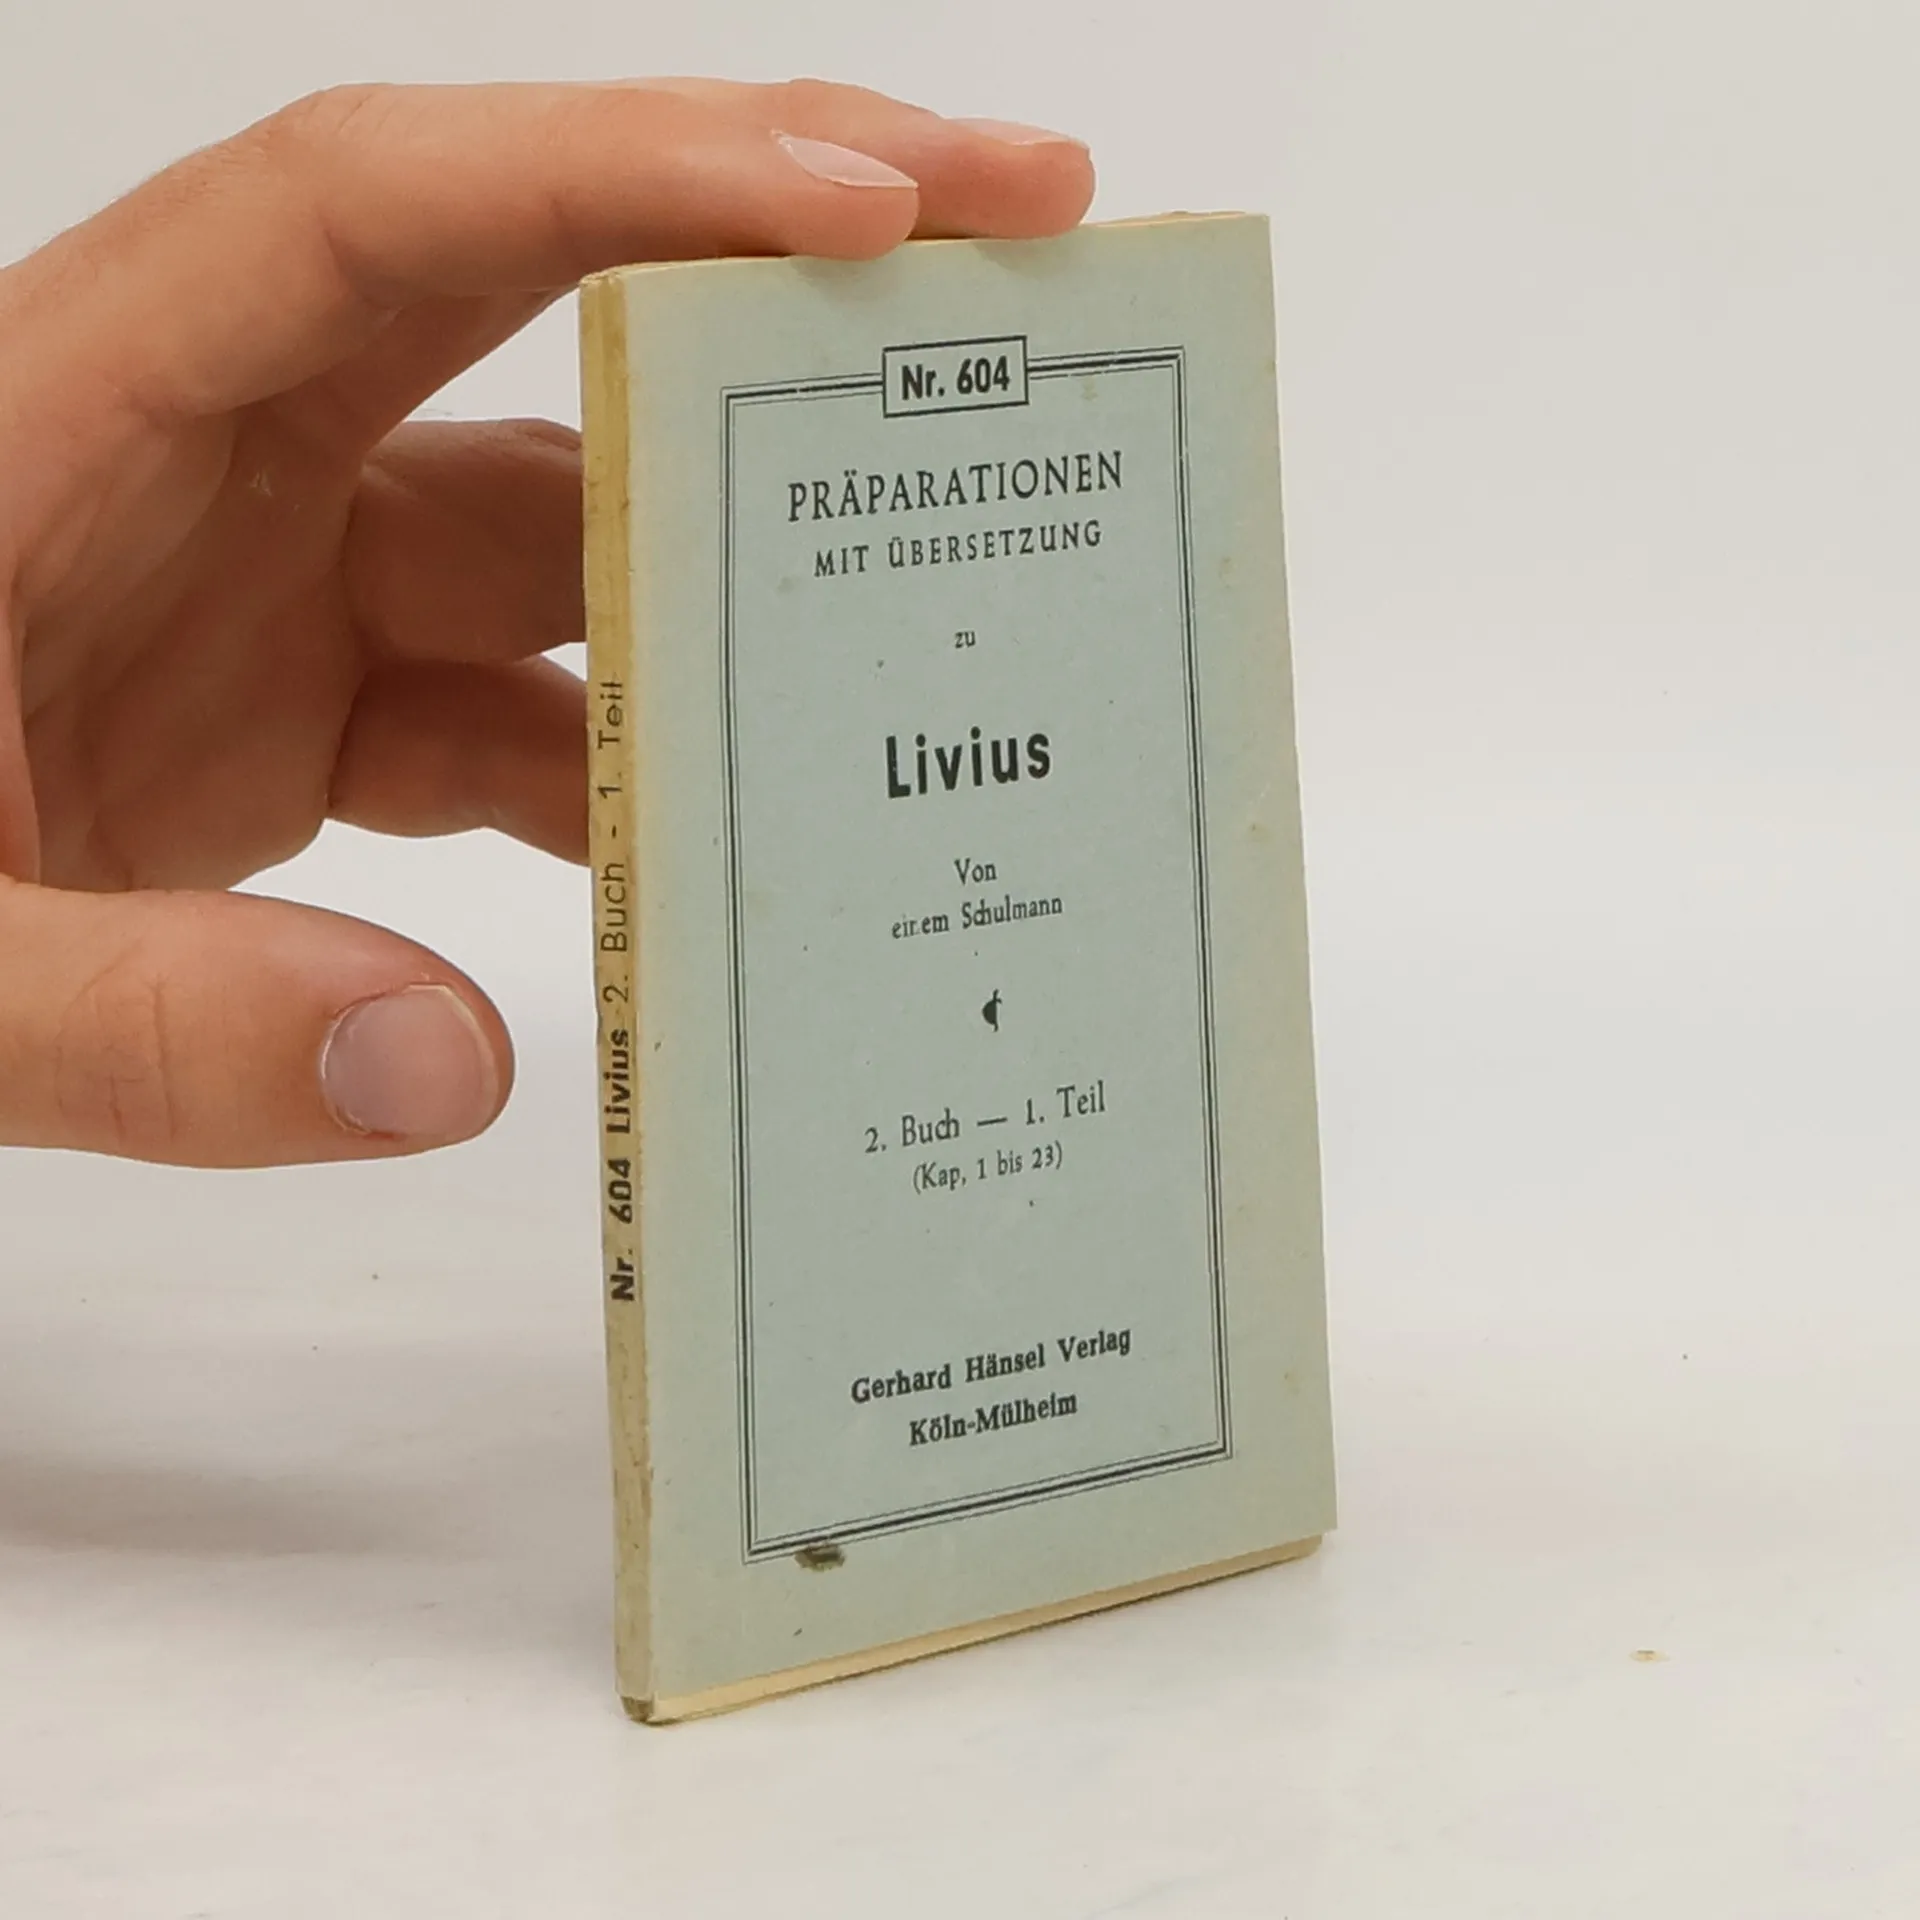 Nr. 604
PRÄPARATIONEN
MIT ÜBERSETZUNG
zu
Livius
Von
einem Schulmann
2. Buch — 1. Teil
(Kap, 1 bis 23)
Gerhard Hänsel Verlag
Köln-Mülheim
Nr. 604 Livius 2. Buch - 1. Teil